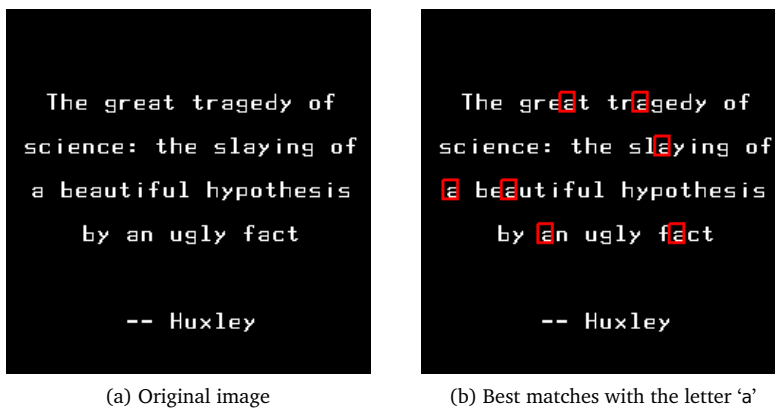 The great tragedy of
science: the slaying of
a beautiful hypothesis
by an ugly fact
-- Huxley
(a) Original image
The great tragedy of
science: the slaying of
a beautiful hypothesis
by an ugly fact
-- Huxley
(b) Best matches with the letter ‘a’